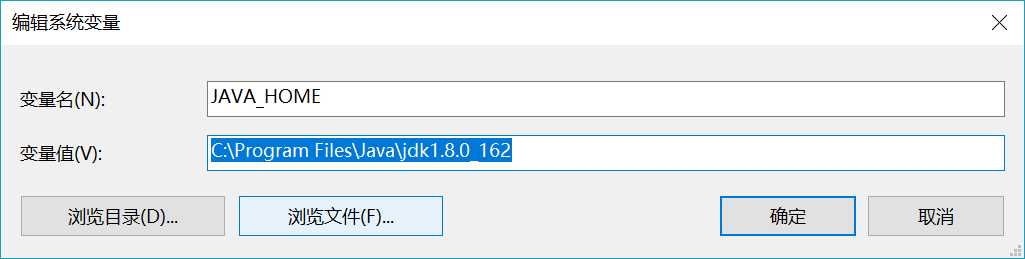 编辑系统变量
变量名(N): JAVA_HOME
变量值(V): C:\Program Files\Java\jdk1.8.0_162
浏览目录(D)... 浏览文件(F)... 确定 取消